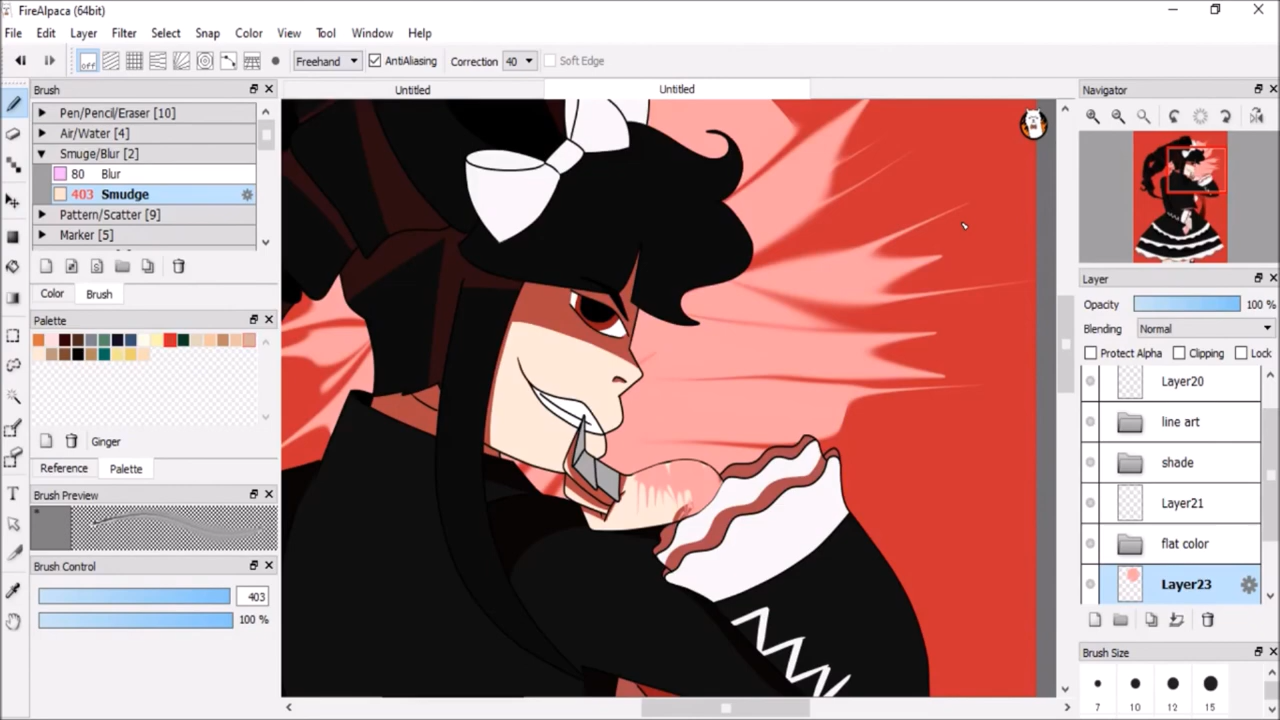 FireAlpaca (64bit)
File Edit Layer Filter Select Snap Color View Tool Window Help
off Freehand AntiAliasing Correction 40 Soft Edge
Brush
Pen/Pencil/Eraser [10]
Air/Water [4]
Smuge/Blur [2]
80 Blur
403 Smudge
Pattern/Scatter [9]
Marker [5]
Color Brush
Palette
Ginger
Reference Palette
Brush Preview
Brush Control
403
100 %
Untitled Untitled
Navigator
Layer
Opacity 100 %
Blending Normal
Protect Alpha Clipping Lock
Layer20
line art
shade
Layer21
flat color
Layer23
Brush Size
7 10 12 15